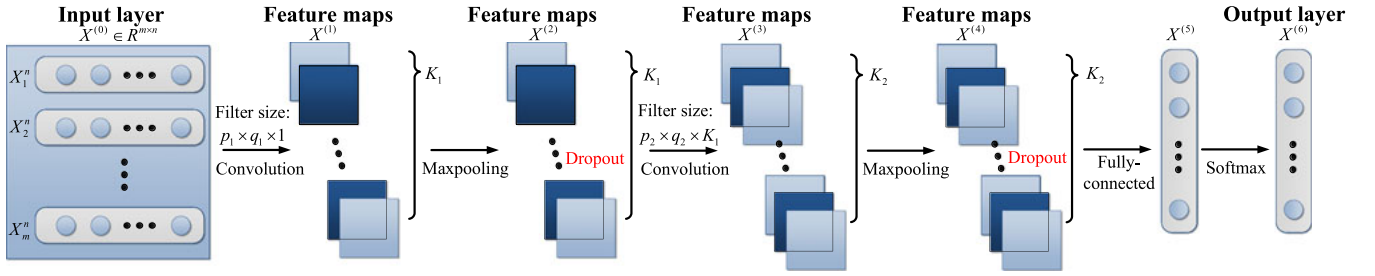 Input layer
X^(0) ∈ R^{m×n}
X_1^n
X_2^n
X_m^n
Filter size:
p_1 × q_1 × 1
Convolution
Feature maps
X^(1)
K_1
Maxpooling
Feature maps
X^(2)
Dropout
K_1
Filter size:
p_2 × q_2 × K_1
Convolution
Feature maps
X^(3)
K_2
Maxpooling
Feature maps
X^(4)
Dropout
K_2
Fully-
connected
X^(5)
Softmax
Output layer
X^(6)